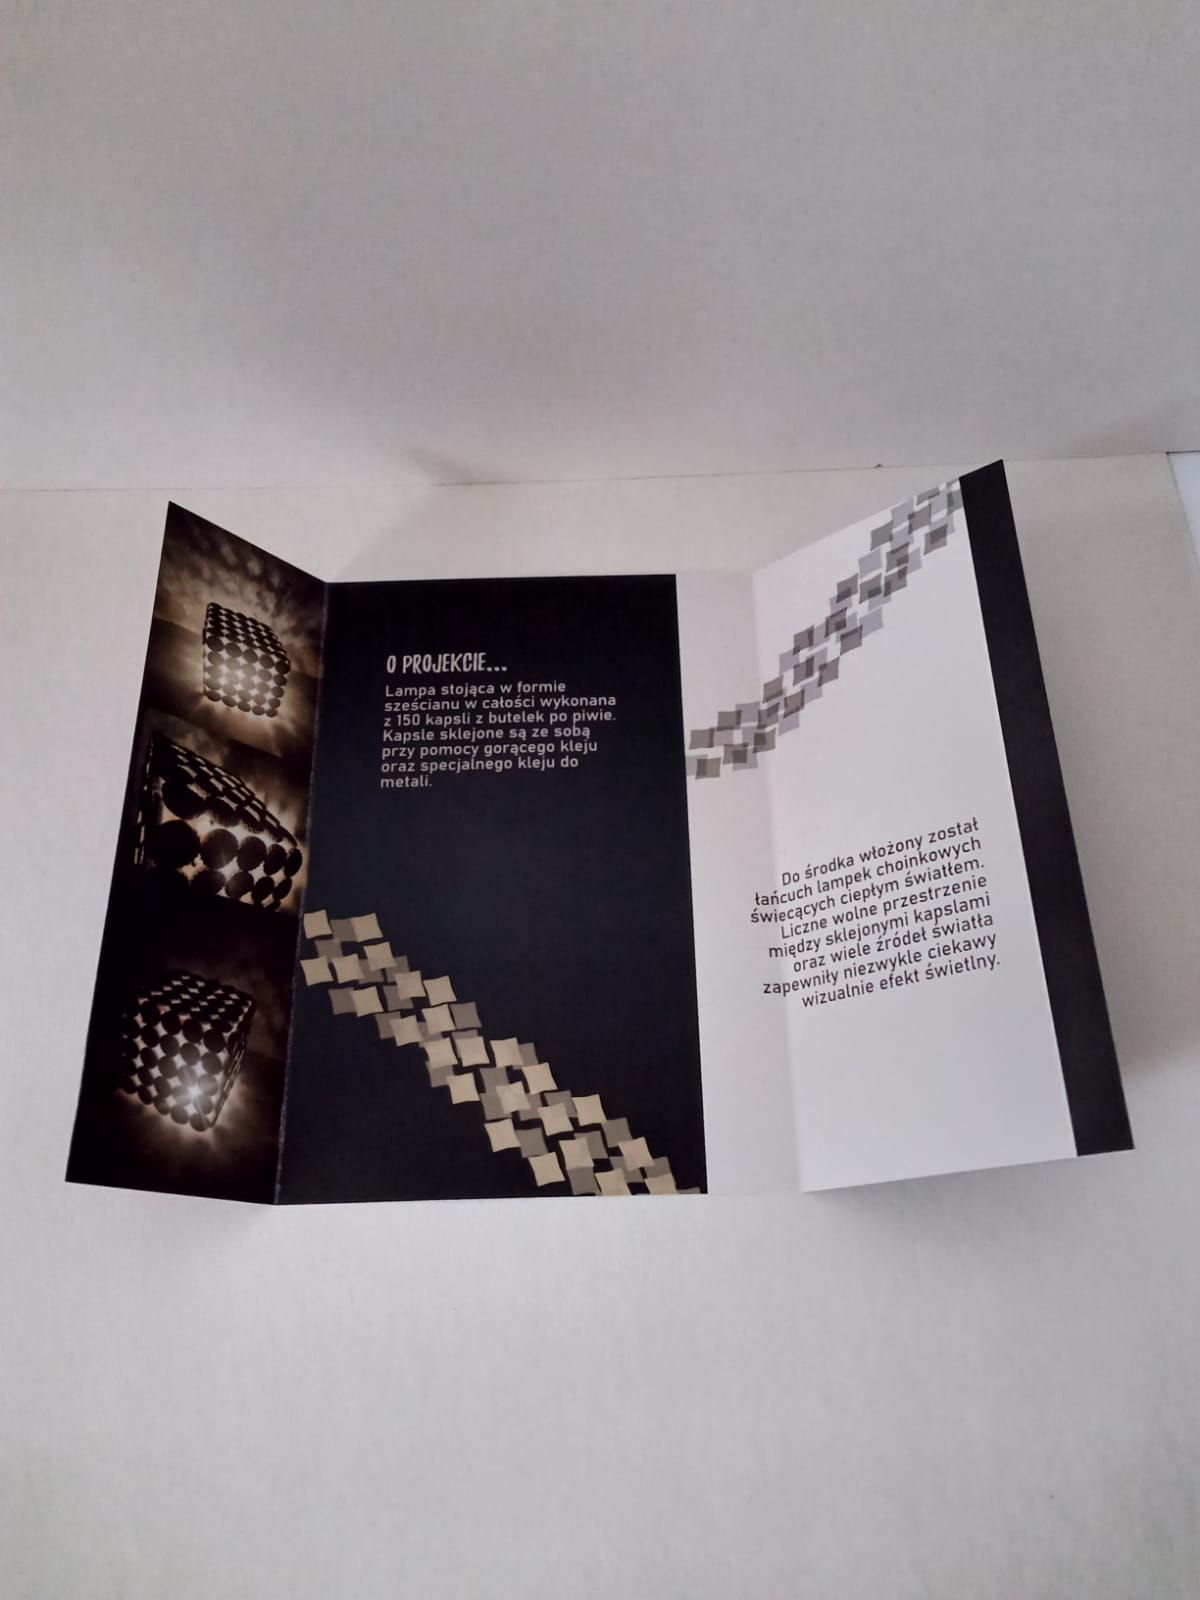 O PROJEKCIE...
Lampa stojąca w formie
sześcianu w całości wykonana
z 150 kapsli z butelek po piwie.
Kapsle sklejone są ze sobą
przy pomocy gorącego kleju
oraz specjalnego kleju do
metali.
Do środka włożony został
łańcuch lampek choinkowych
świecących ciepłym światłem.
Liczne wolne przestrzenie
między sklejonymi kapslami
oraz wiele źródeł światła
zapewniły niezwykle ciekawy
wizualnie efekt świetlny.